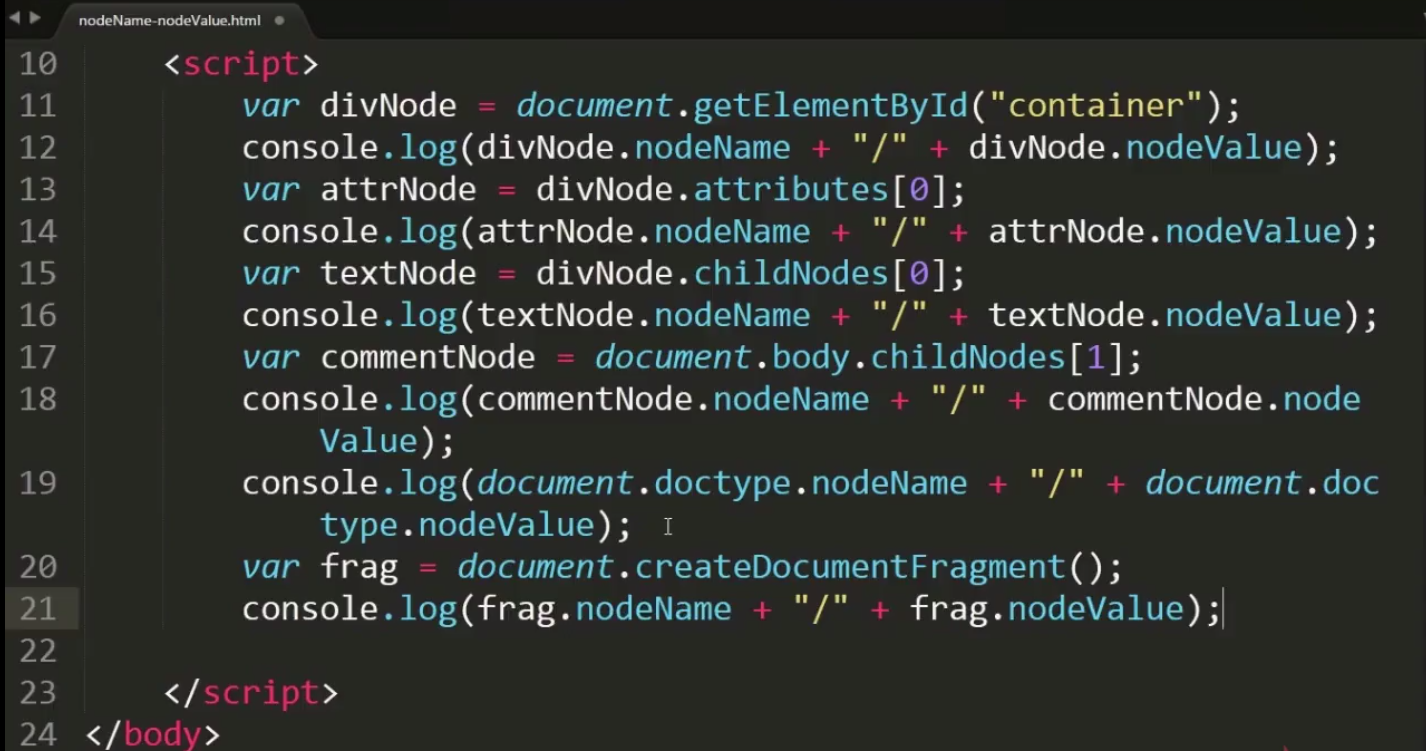 nodeName-nodeValue.html
10 <script>
11 var divNode = document.getElementById("container");
12 console.log(divNode.nodeName + "/" + divNode.nodeValue);
13 var attrNode = divNode.attributes[0];
14 console.log(attrNode.nodeName + "/" + attrNode.nodeValue);
15 var textNode = divNode.childNodes[0];
16 console.log(textNode.nodeName + "/" + textNode.nodeValue);
17 var commentNode = document.body.childNodes[1];
18 console.log(commentNode.nodeName + "/" + commentNode.node
Value);
19 console.log(document.doctype.nodeName + "/" + document.doc
type.nodeValue);
20 var frag = document.createDocumentFragment();
21 console.log(frag.nodeName + "/" + frag.nodeValue);
22
23 </script>
24 </body>